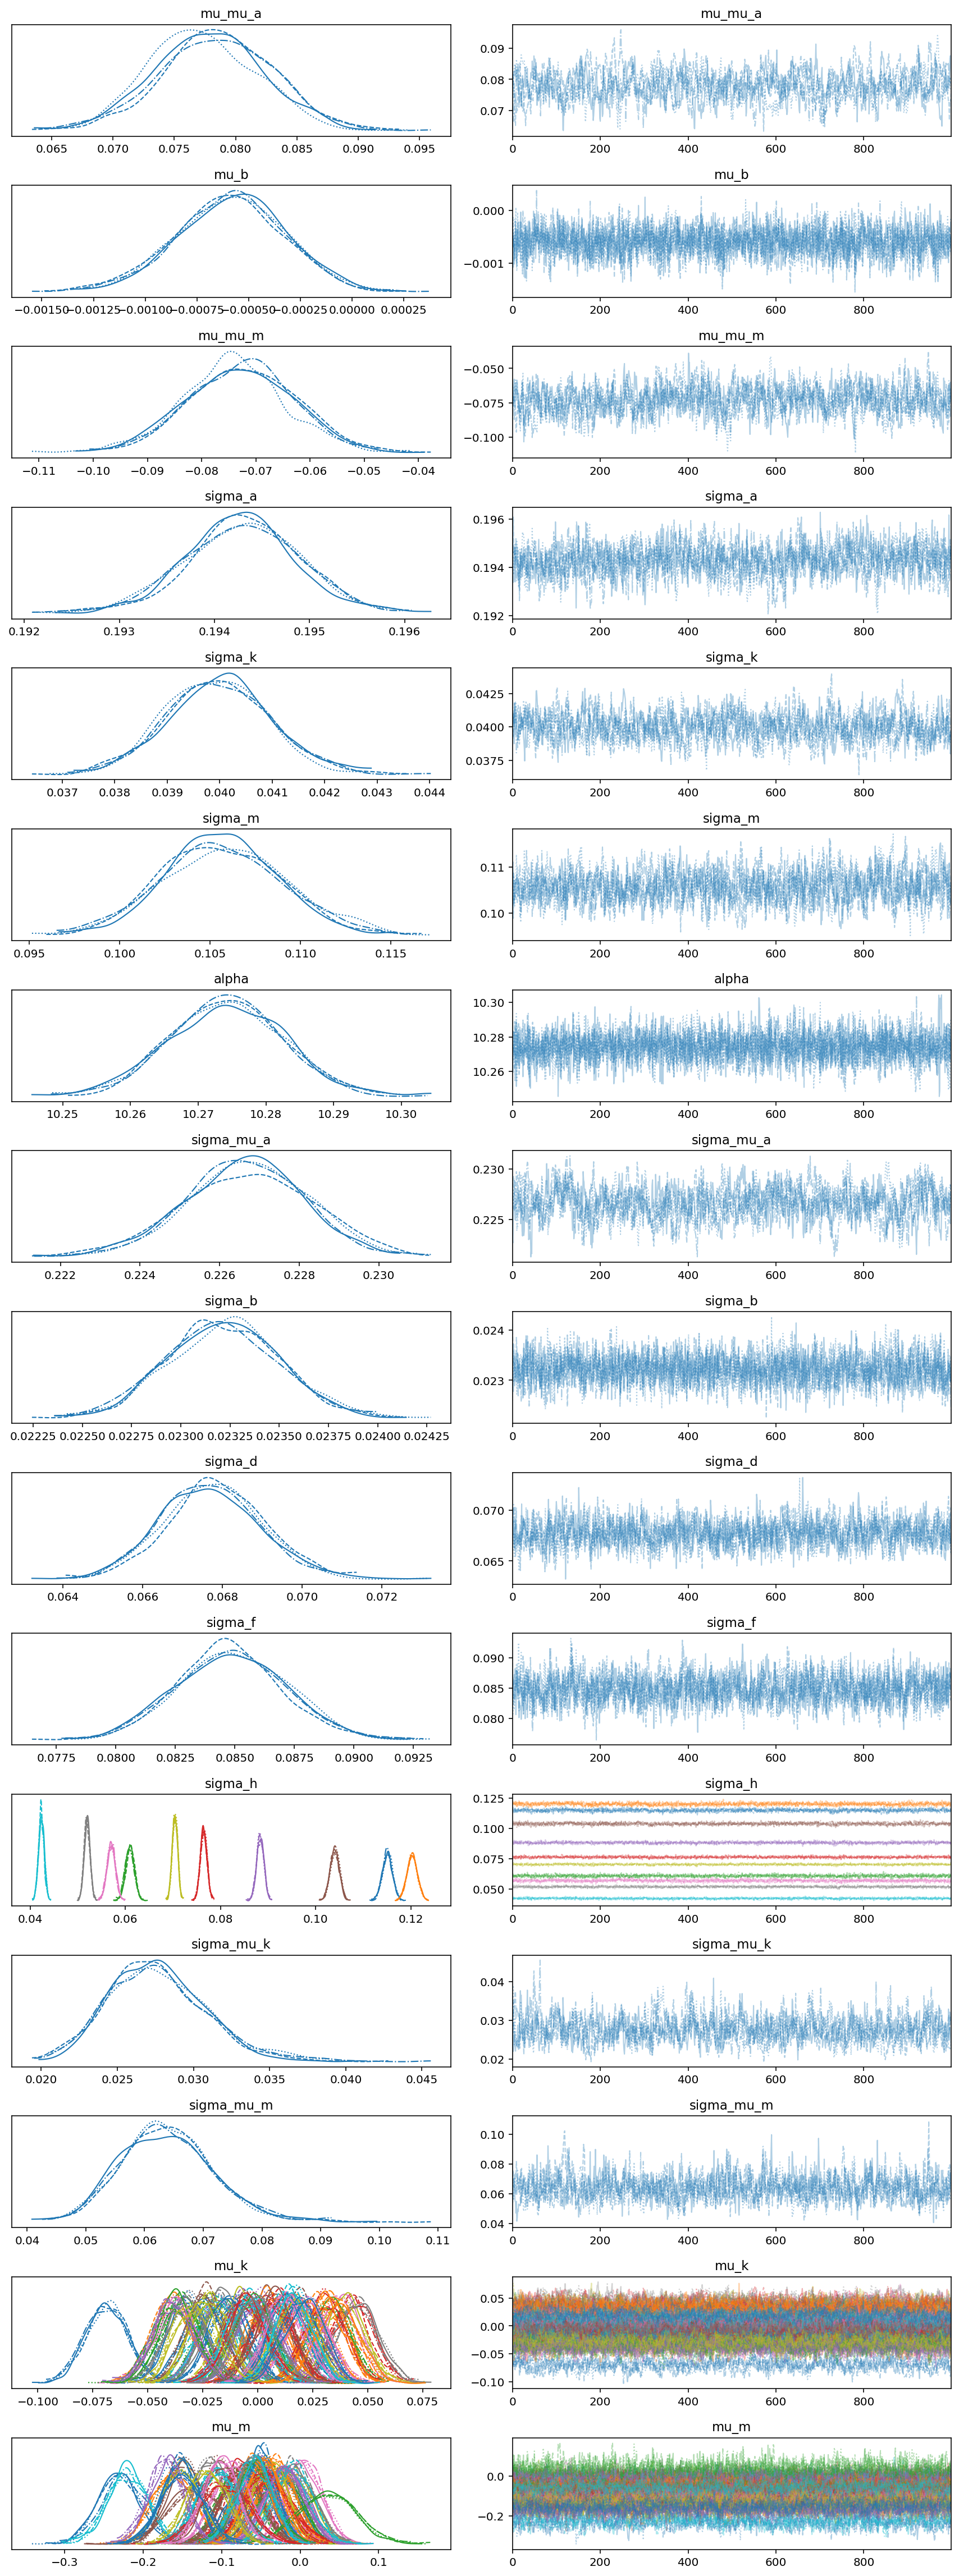 mu_mu_a mu_mu_a
0.09
0.08
0.07
0.065 0.070 0.075 0.080 0.085 0.090 0.095 0 200 400 600 800
mu_b mu_b
0.000
−0.001
−0.00150 −0.00125 −0.00100 −0.00075 −0.00050 −0.00025 0.00000 0.00025 0 200 400 600 800
mu_mu_m mu_mu_m
−0.050
−0.075
−0.100
−0.11 −0.10 −0.09 −0.08 −0.07 −0.06 −0.05 −0.04 0 200 400 600 800
sigma_a sigma_a
0.196
0.194
0.192
0.192 0.193 0.194 0.195 0.196 0 200 400 600 800
sigma_k sigma_k
0.0425
0.0400
0.0375
0.037 0.038 0.039 0.040 0.041 0.042 0.043 0.044 0 200 400 600 800
sigma_m sigma_m
0.11
0.10
0.095 0.100 0.105 0.110 0.115 0 200 400 600 800
alpha alpha
10.30
10.28
10.26
10.25 10.26 10.27 10.28 10.29 10.30 0 200 400 600 800
sigma_mu_a sigma_mu_a
0.230
0.225
0.222 0.224 0.226 0.228 0.230 0 200 400 600 800
sigma_b sigma_b
0.024
0.023
0.02225 0.02250 0.02275 0.02300 0.02325 0.02350 0.02375 0.02400 0.02425 0 200 400 600 800
sigma_d sigma_d
0.070
0.065
0.064 0.066 0.068 0.070 0.072 0 200 400 600 800
sigma_f sigma_f
0.090
0.085
0.080
0.0775 0.0800 0.0825 0.0850 0.0875 0.0900 0.0925 0 200 400 600 800
sigma_h sigma_h
0.125
0.100
0.075
0.050
0.04 0.06 0.08 0.10 0.12 0 200 400 600 800
sigma_mu_k sigma_mu_k
0.04
0.03
0.02
0.020 0.025 0.030 0.035 0.040 0.045 0 200 400 600 800
sigma_mu_m sigma_mu_m
0.10
0.08
0.06
0.04
0.04 0.05 0.06 0.07 0.08 0.09 0.10 0.11 0 200 400 600 800
mu_k mu_k
0.05
0.00
−0.05
−0.10
−0.100 −0.075 −0.050 −0.025 0.000 0.025 0.050 0.075 0 200 400 600 800
mu_m mu_m
0.0
−0.2
−0.3 −0.2 −0.1 0.0 0.1 0 200 400 600 800